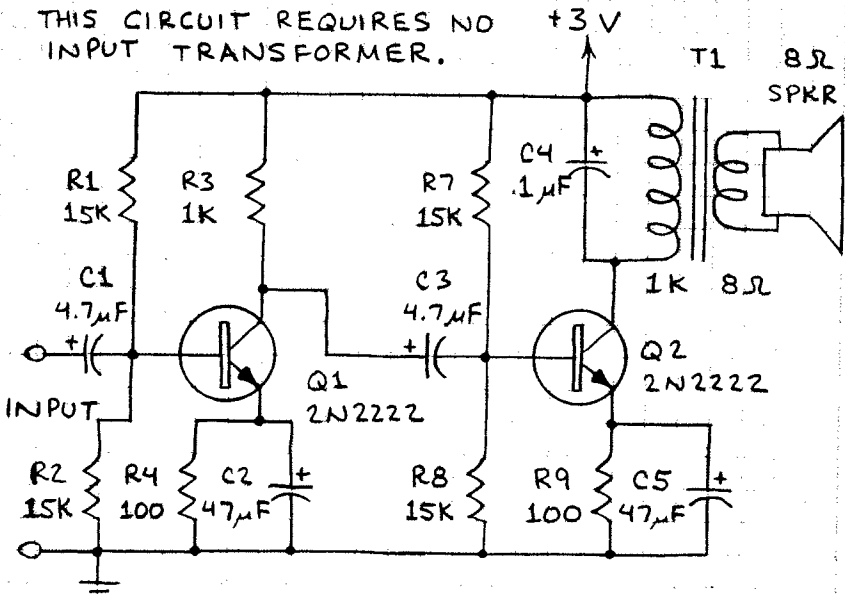 THIS CIRCUIT REQUIRES NO
INPUT TRANSFORMER.
+3V
T1
8Ω
SPKR
R1
15K
R3
1K
R7
15K
C4
.1μF
+
C1
4.7μF
+
C3
4.7μF
+
1K
8Ω
Q1
2N2222
Q2
2N2222
INPUT
R2
15K
R4
100
C2
47μF
+
R8
15K
R9
100
C5
47μF
+